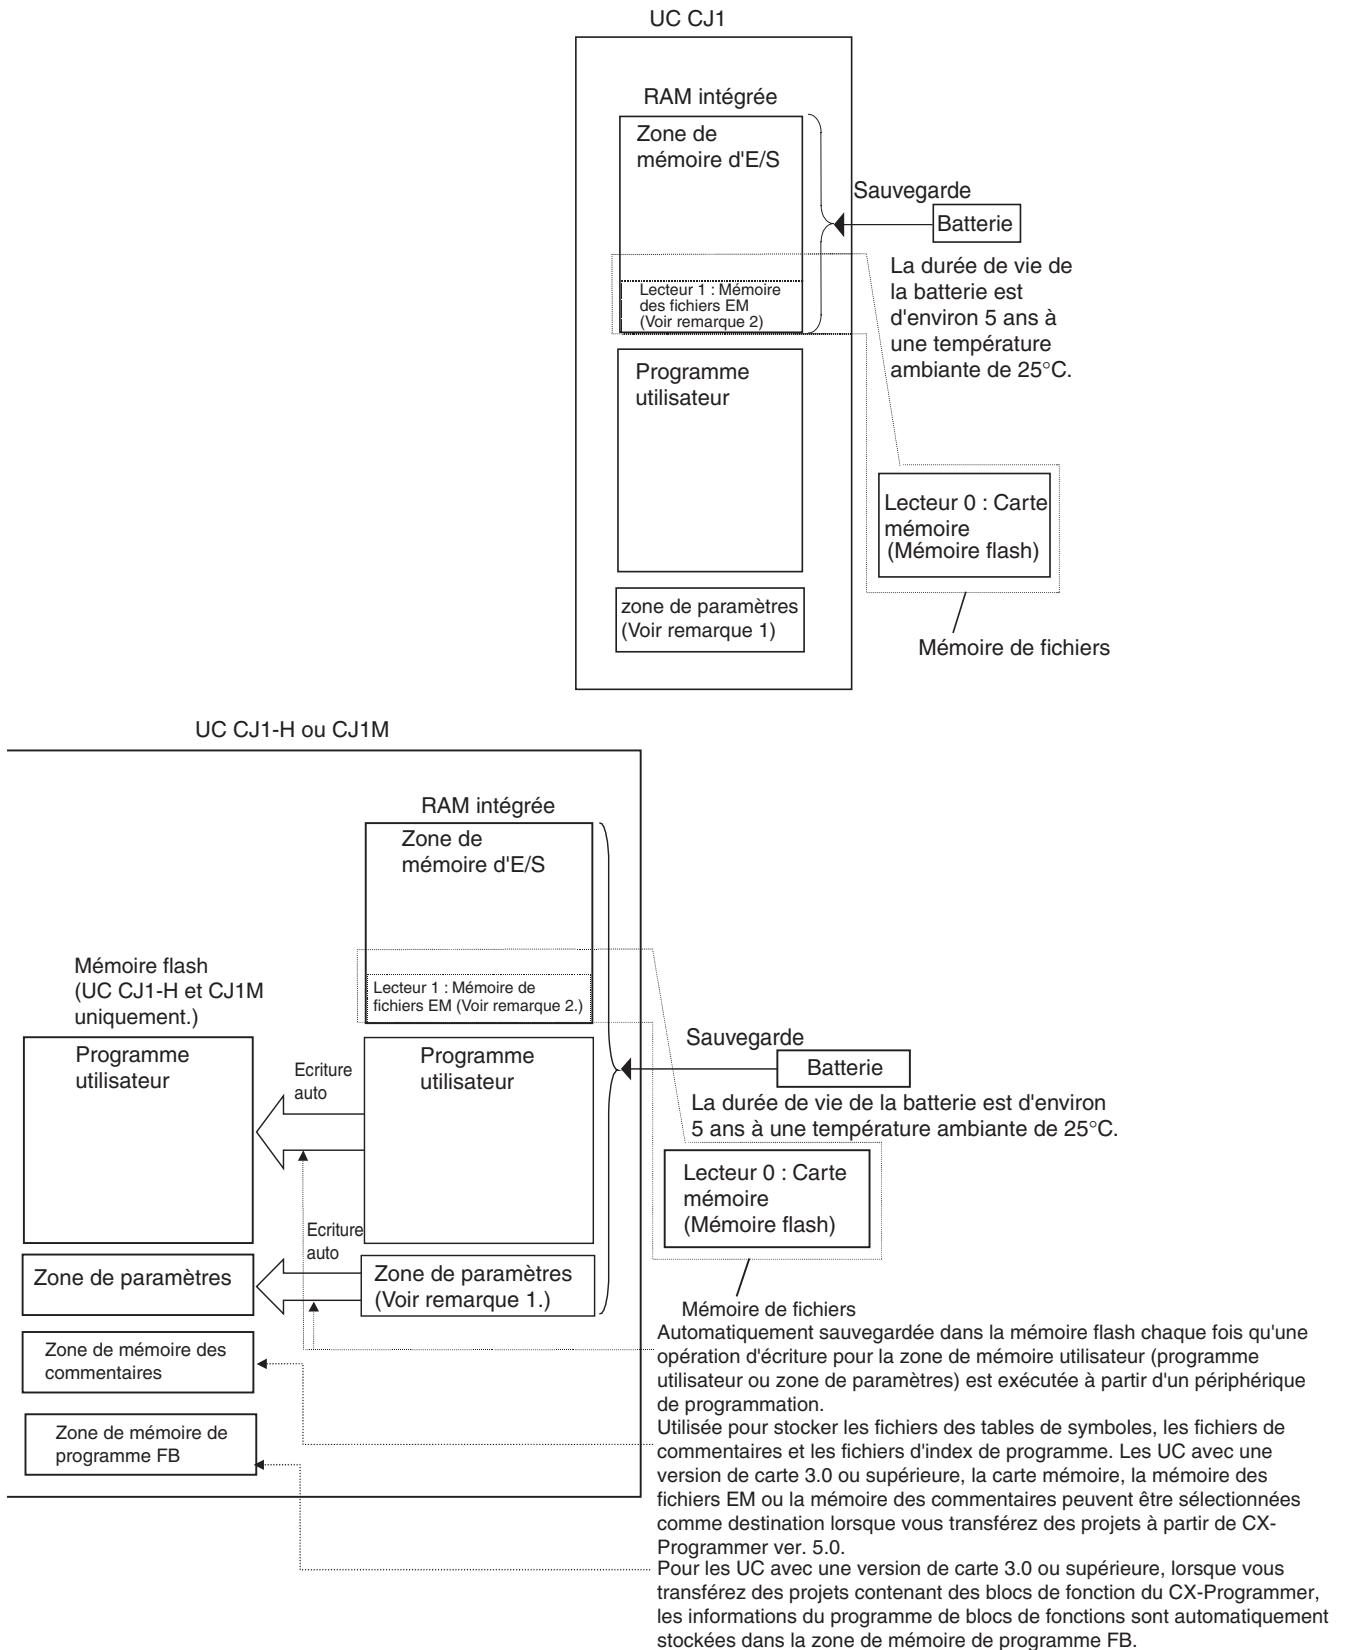 UC CJ1
RAM intégrée
Zone de
mémoire d'E/S
Sauvegarde
Batterie
La durée de vie de
la batterie est
d'environ 5 ans à
une température
ambiante de 25°C.
Lecteur 1 : Mémoire
des fichiers EM
(Voir remarque 2)
Programme
utilisateur
Lecteur 0 : Carte
mémoire
(Mémoire flash)
zone de paramètres
(Voir remarque 1)
Mémoire de fichiers
UC CJ1-H ou CJ1M
RAM intégrée
Zone de
mémoire d'E/S
Mémoire flash
(UC CJ1-H et CJ1M
uniquement.)
Lecteur 1 : Mémoire de
fichiers EM (Voir remarque 2.)
Sauvegarde
Batterie
La durée de vie de la batterie est d'environ
5 ans à une température ambiante de 25°C.
Programme
utilisateur
Ecriture
auto
Programme
utilisateur
Lecteur 0 : Carte
mémoire
(Mémoire flash)
Ecriture
auto
Zone de paramètres
Zone de paramètres
(Voir remarque 1.)
Mémoire de fichiers
Zone de mémoire des
commentaires
Zone de mémoire de
programme FB
Automatiquement sauvegardée dans la mémoire flash chaque fois qu'une
opération d'écriture pour la zone de mémoire utilisateur (programme
utilisateur ou zone de paramètres) est exécutée à partir d'un périphérique
de programmation.
Utilisée pour stocker les fichiers des tables de symboles, les fichiers de
commentaires et les fichiers d'index de programme. Les UC avec une
version de carte 3.0 ou supérieure, la carte mémoire, la mémoire des
fichiers EM ou la mémoire des commentaires peuvent être sélectionnées
comme destination lorsque vous transférez des projets à partir de CX-
Programmer ver. 5.0.
Pour les UC avec une version de carte 3.0 ou supérieure, lorsque vous
transférez des projets contenant des blocs de fonction du CX-Programmer,
les informations du programme de blocs de fonctions sont automatiquement
stockées dans la zone de mémoire de programme FB.